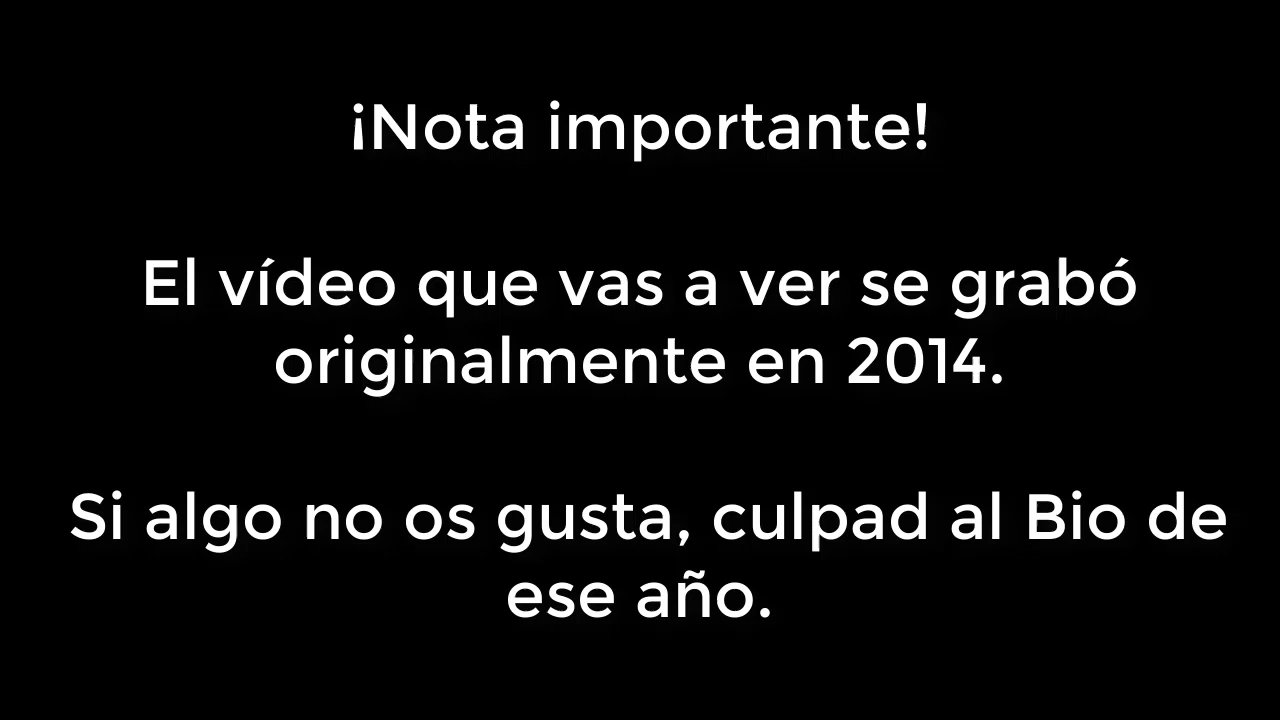 ¡Nota importante!
El vídeo que vas a ver se grabó
originalmente en 2014.
Si algo no os gusta, culpad al Bio de
ese año.